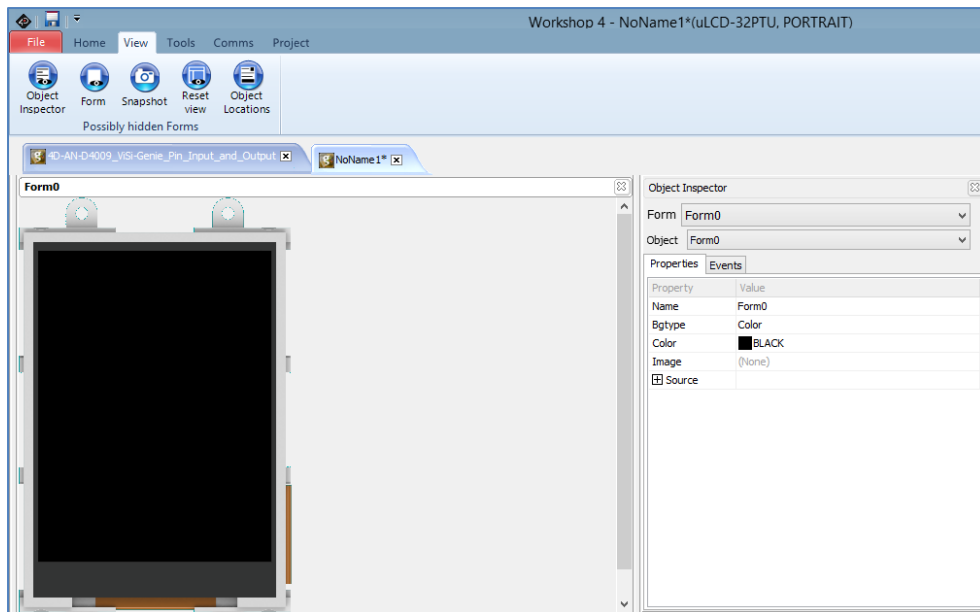 Workshop 4 - NoName1*(uLCD-32PTU, PORTRAIT)
File Home View Tools Comms Project
Object Inspector
Form
Snapshot
Reset view
Object Locations
Possibly hidden Forms
4D-AN-D4009_ViSi-Genie_Pin_Input_and_Output
NoName1*
Form0
Object Inspector
Form Form0
Object Form0
Properties Events
Property Value
Name Form0
Bgtype Color
Color BLACK
Image (None)
Source